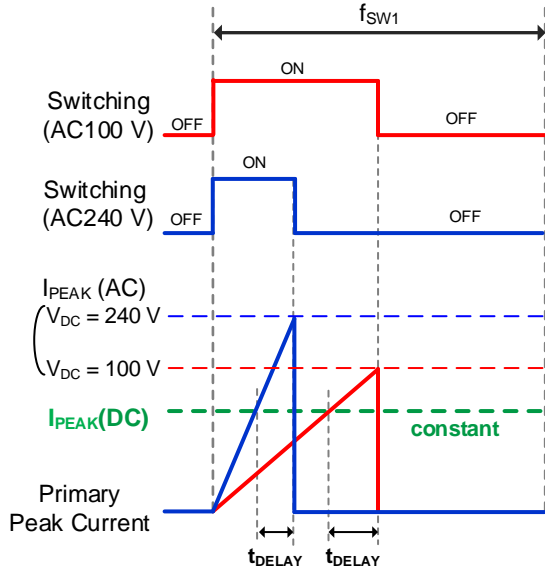 fSW1
ON
Switching
(AC100 V)
OFF
OFF
ON
Switching
(AC240 V)
OFF
OFF
IPEAK (AC)
VDC = 240 V
VDC = 100 V
IPEAK(DC)
constant
Primary
Peak Current
tDELAY
tDELAY